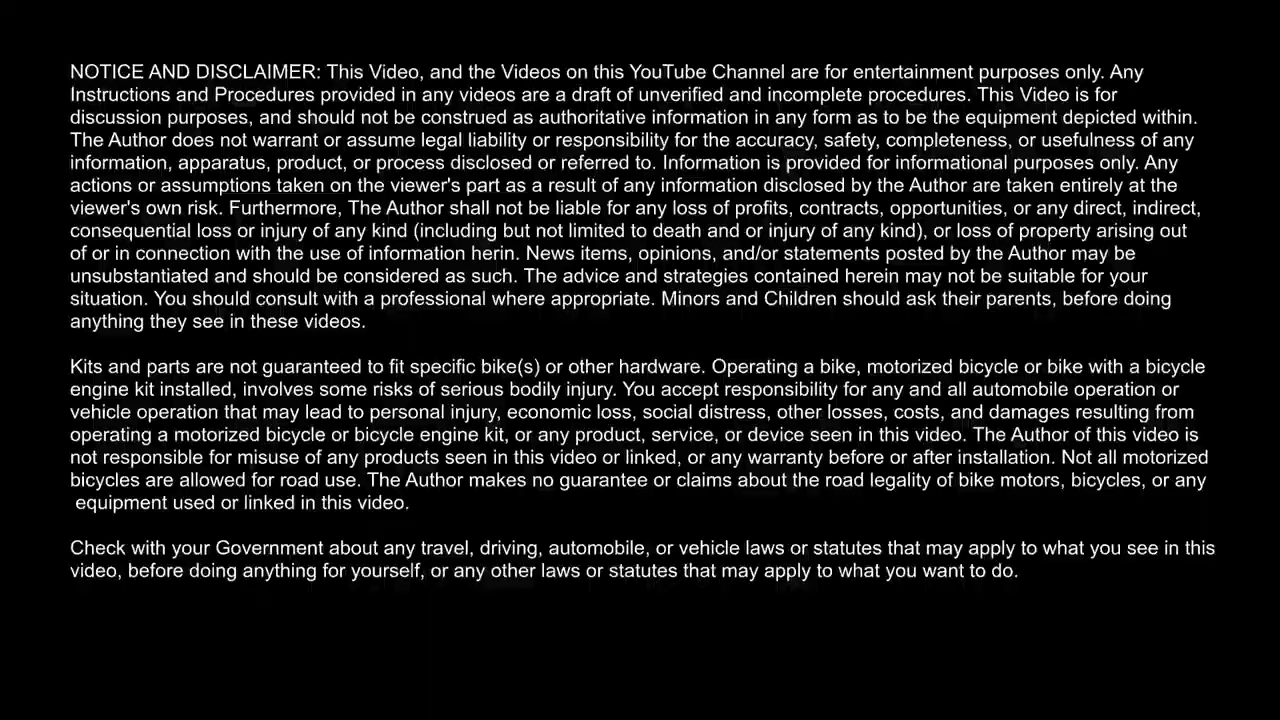 NOTICE AND DISCLAIMER: This Video, and the Videos on this YouTube Channel are for entertainment purposes only. Any
Instructions and Procedures provided in any videos are a draft of unverified and incomplete procedures. This Video is for
discussion purposes, and should not be construed as authoritative information in any form as to be the equipment depicted within.
The Author does not warrant or assume legal liability or responsibility for the accuracy, safety, completeness, or usefulness of any
information, apparatus, product, or process disclosed or referred to. Information is provided for informational purposes only. Any
actions or assumptions taken on the viewer's part as a result of any information disclosed by the Author are taken entirely at the
viewer's own risk. Furthermore, The Author shall not be liable for any loss of profits, contracts, opportunities, or any direct, indirect,
consequential loss or injury of any kind (including but not limited to death and or injury of any kind), or loss of property arising out
of or in connection with the use of information herin. News items, opinions, and/or statements posted by the Author may be
unsubstantiated and should be considered as such. The advice and strategies contained herein may not be suitable for your
situation. You should consult with a professional where appropriate. Minors and Children should ask their parents, before doing
anything they see in these videos.
Kits and parts are not guaranteed to fit specific bike(s) or other hardware. Operating a bike, motorized bicycle or bike with a bicycle
engine kit installed, involves some risks of serious bodily injury. You accept responsibility for any and all automobile operation or
vehicle operation that may lead to personal injury, economic loss, social distress, other losses, costs, and damages resulting from
operating a motorized bicycle or bicycle engine kit, or any product, service, or device seen in this video. The Author of this video is
not responsible for misuse of any products seen in this video or linked, or any warranty before or after installation. Not all motorized
bicycles are allowed for road use. The Author makes no guarantee or claims about the road legality of bike motors, bicycles, or any
equipment used or linked in this video.
Check with your Government about any travel, driving, automobile, or vehicle laws or statutes that may apply to what you see in this
video, before doing anything for yourself, or any other laws or statutes that may apply to what you want to do.